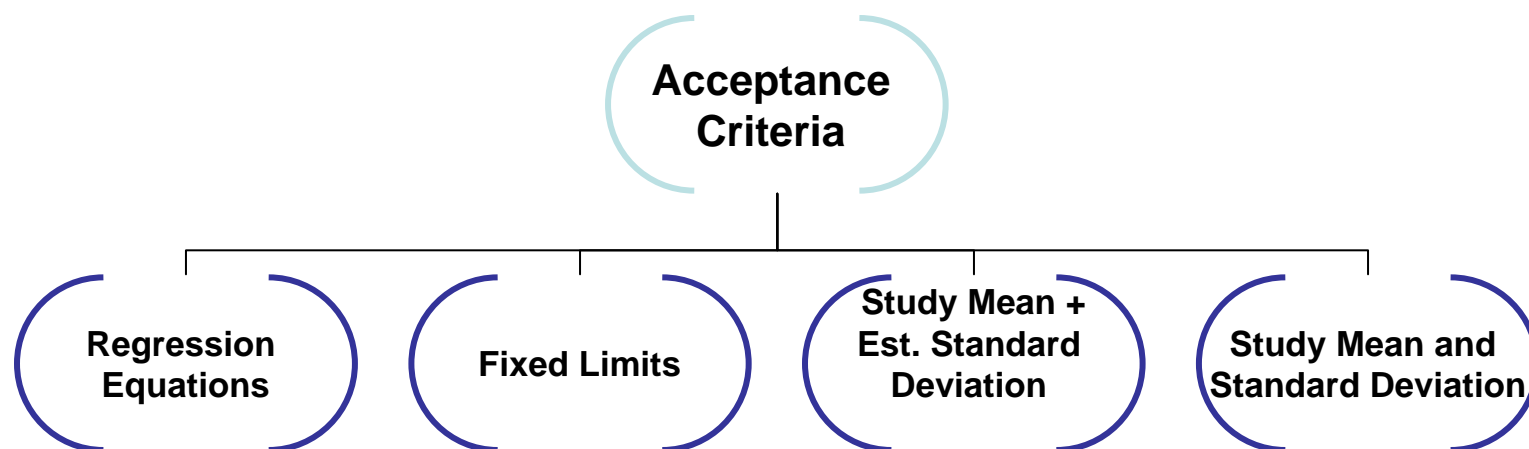 Acceptance
Criteria
Regression
Equations
Fixed Limits
Study Mean +
Est. Standard
Deviation
Study Mean and
Standard Deviation